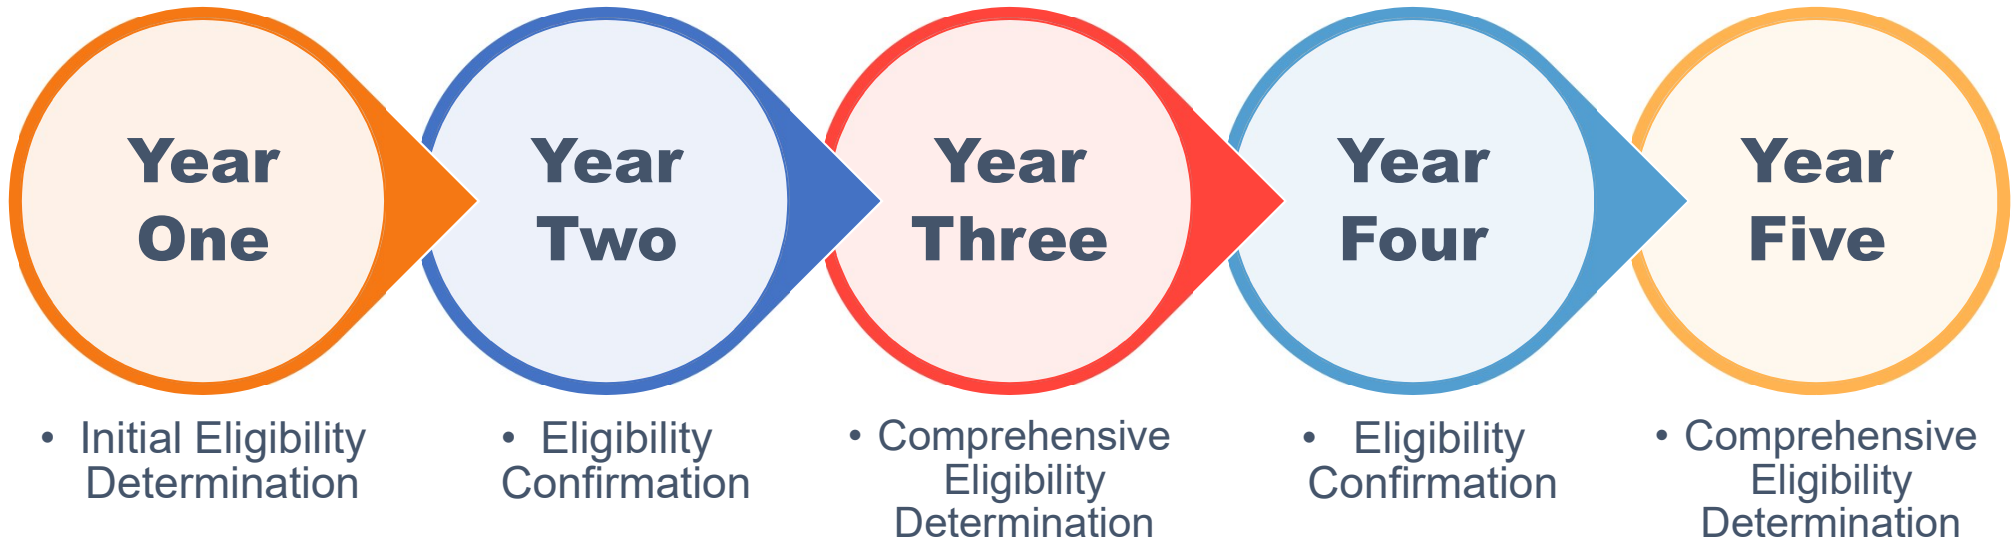 Year
One
Year
Two
Year
Three
Year
Four
Year
Five
• Initial Eligibility
Determination
• Eligibility
Confirmation
• Comprehensive
Eligibility
Determination
• Eligibility
Confirmation
• Comprehensive
Eligibility
Determination